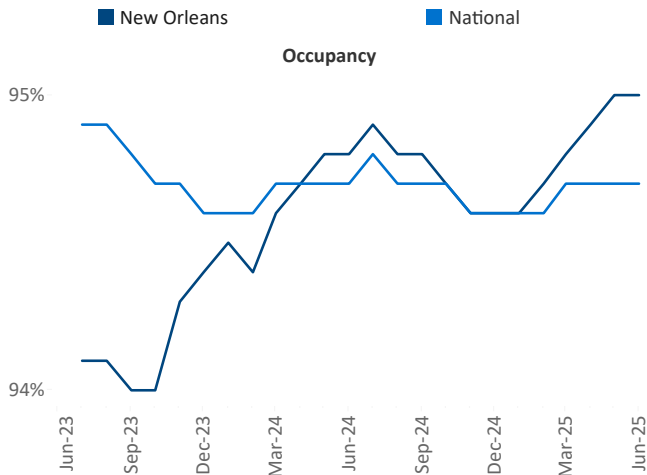 New Orleans National
Occupancy
95%
94%
Jun-23 Sep-23 Dec-23 Mar-24 Jun-24 Sep-24 Dec-24 Mar-25 Jun-25